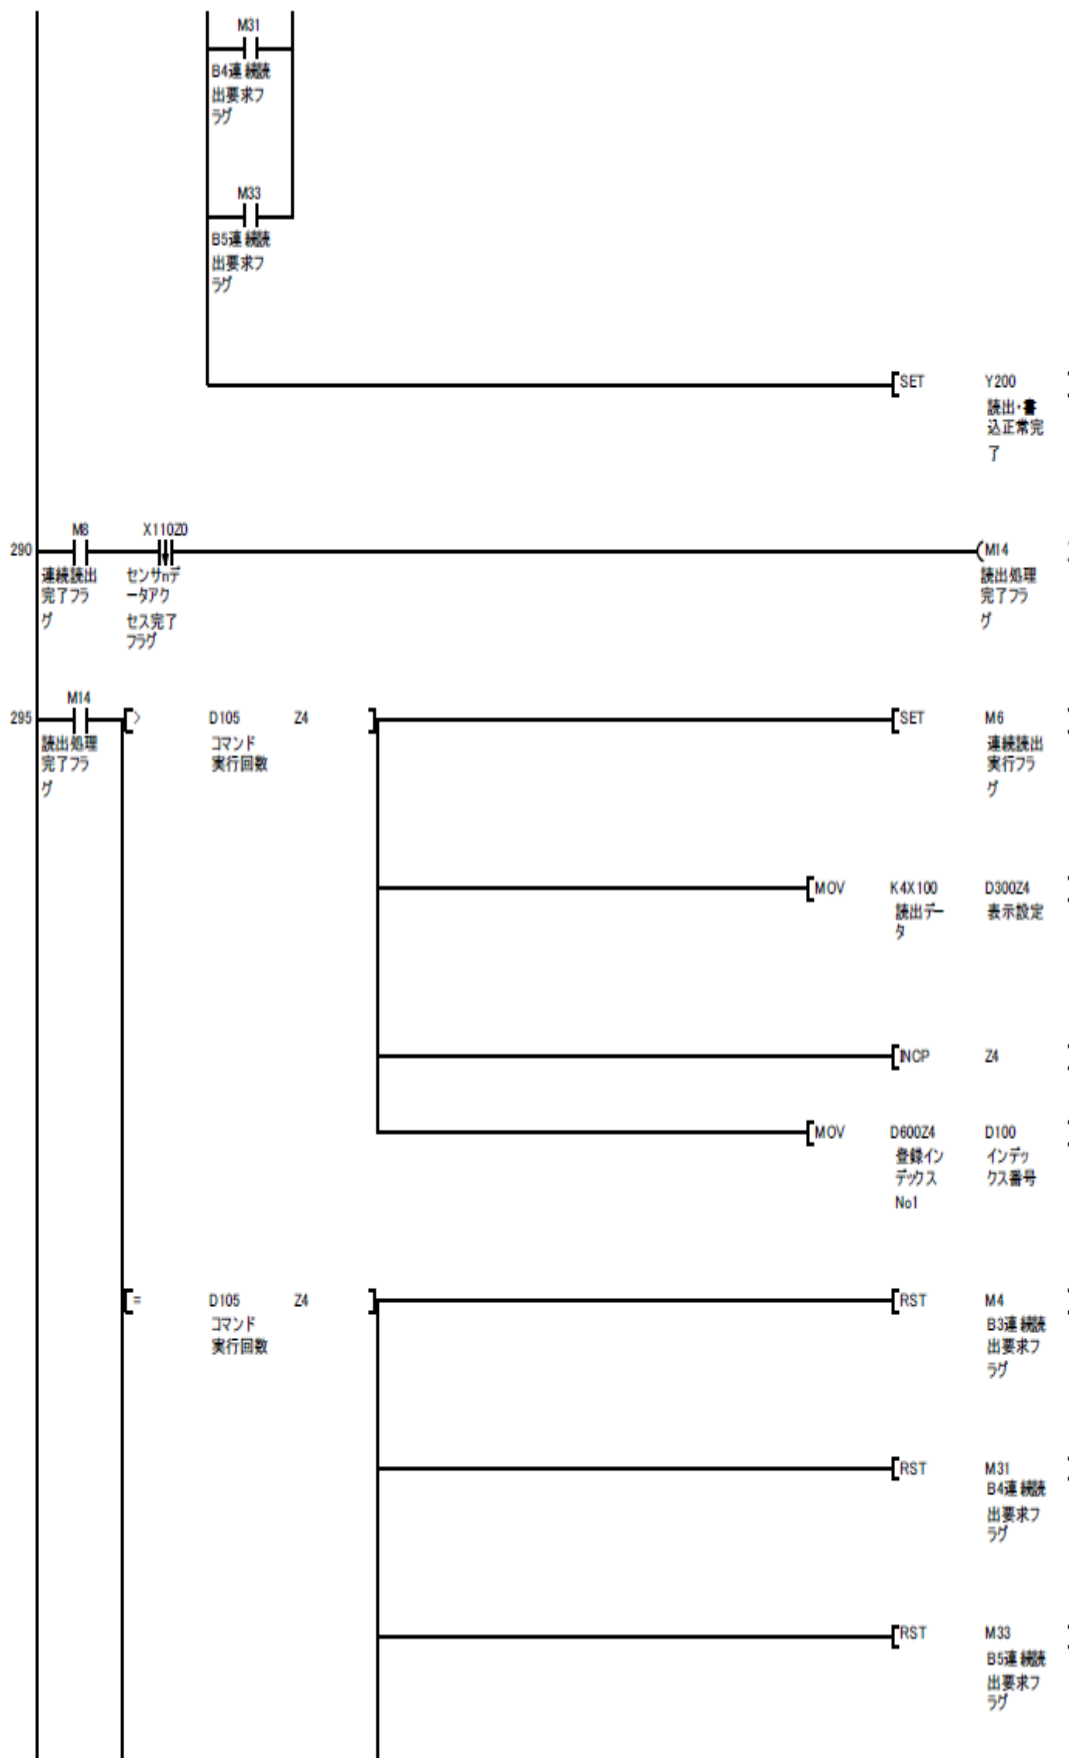 M31
B4連続読
出要求フ
ラグ
M33
B5連続読
出要求フ
ラグ
SET Y200
読出・書
込正常完
了
290 M8 X110Z0 M14
連続読出 センサnデ 読出処理
完了フラ ータアク 完了フラ
グ セス完了 グ
フラグ
295 M14 > D105 Z4 SET M6
読出処理 コマンド 連続読出
完了フラ 実行回数 実行フラ
グ グ
MOV K4X100 D300Z4
読出デー 表示設定
タ
INCP Z4
MOV D600Z4 D100
登録イン インデッ
デックス クス番号
No1
= D105 Z4 RST M4
コマンド B3連続読
実行回数 出要求フ
ラグ
RST M31
B4連続読
出要求フ
ラグ
RST M33
B5連続読
出要求フ
ラグ